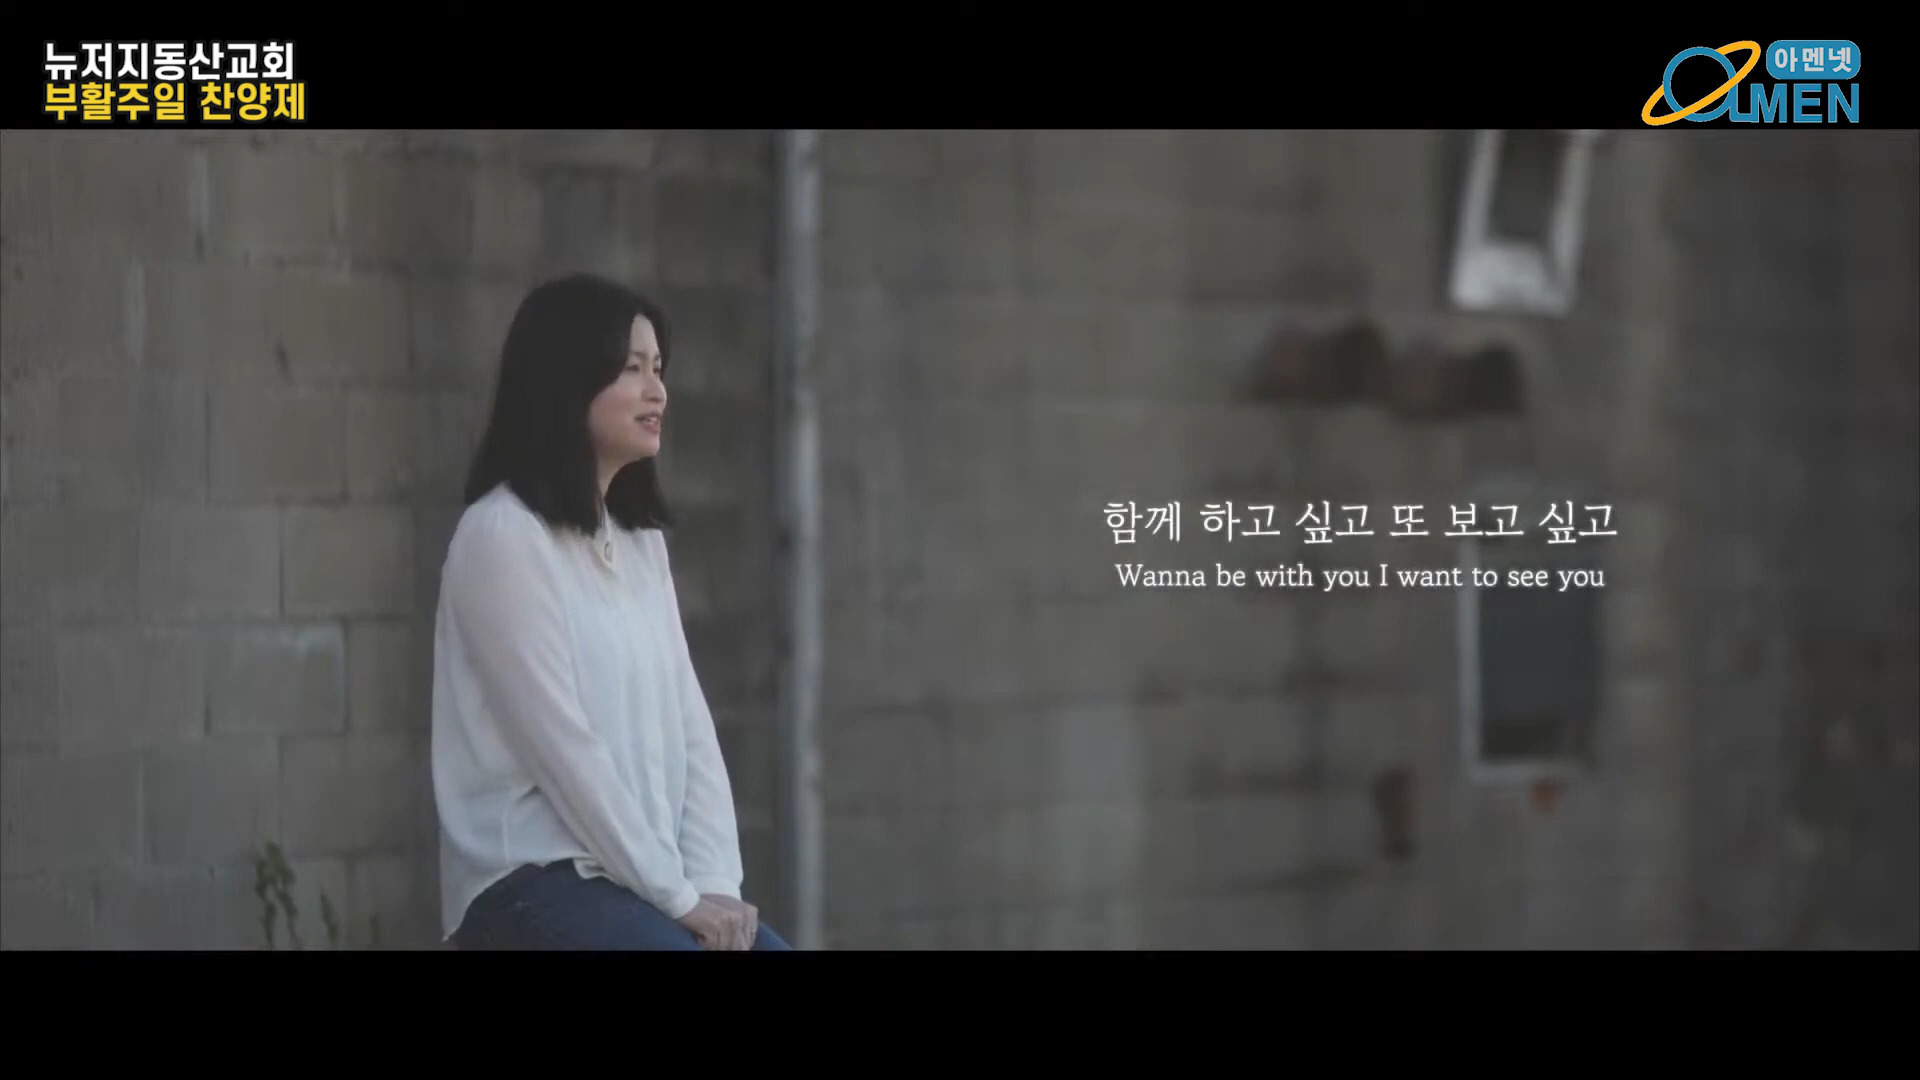 뉴저지동산교회
부활주일 찬양제
아멘넷
aMEN
함께 하고 싶고 또 보고 싶고
Wanna be with you I want to see you